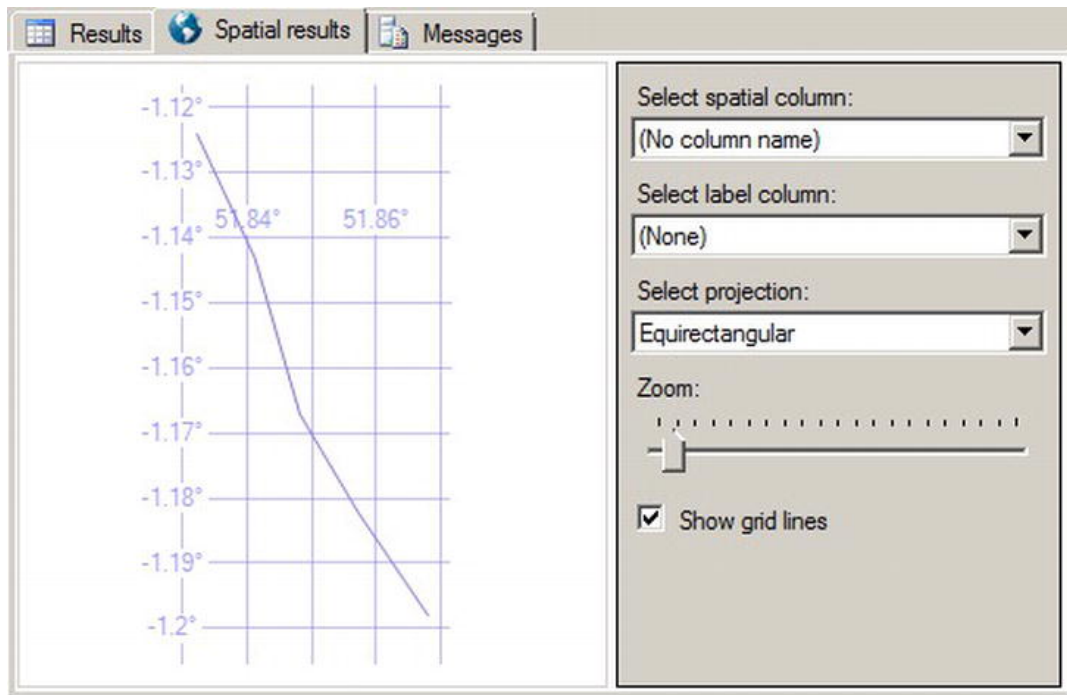 Results Spatial results Messages
-1.12°
-1.13°
51.84° 51.86°
-1.14°
-1.15°
-1.16°
-1.17°
-1.18°
-1.19°
-1.2°
Select spatial column:
(No column name)
Select label column:
(None)
Select projection:
Equirectangular
Zoom:
Show grid lines